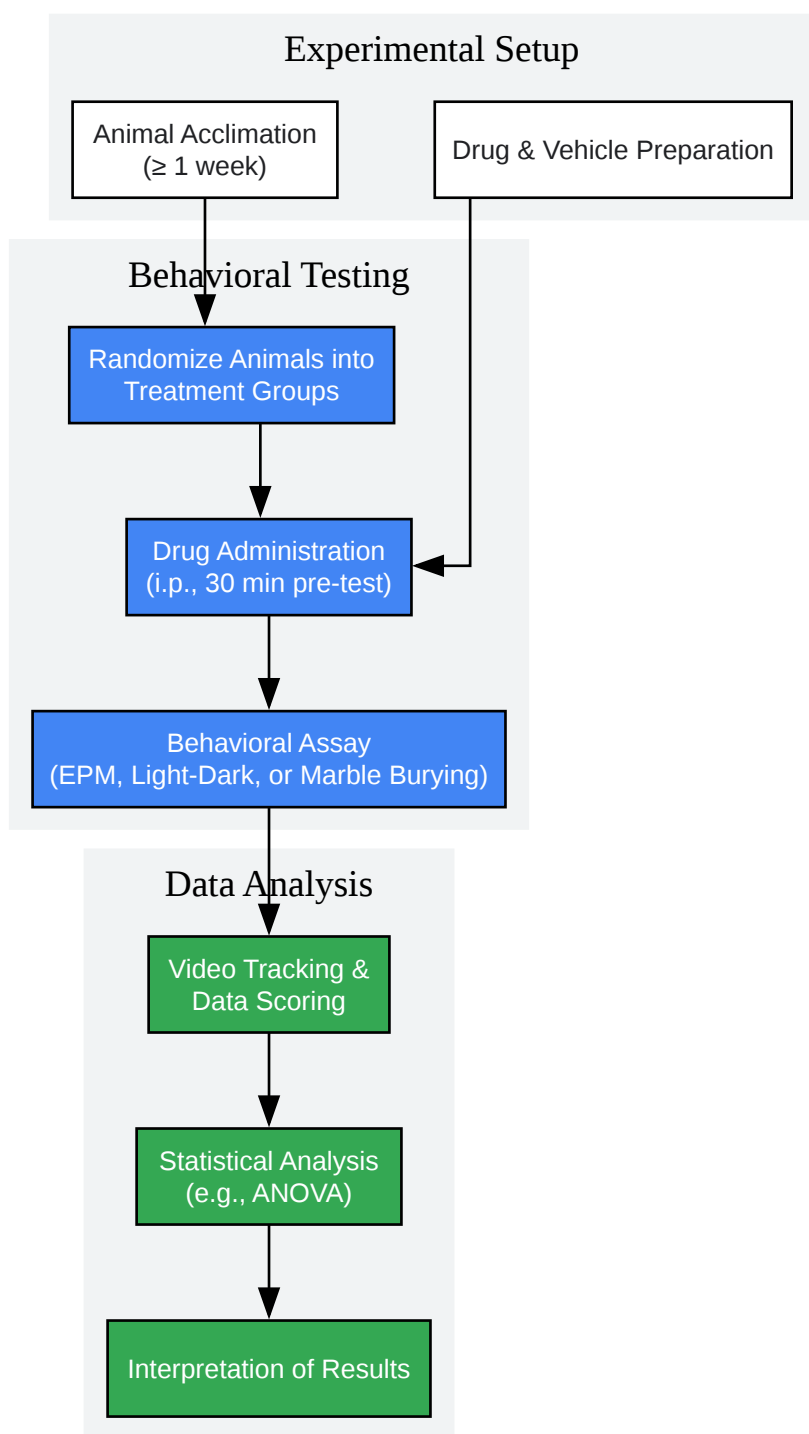 Experimental Setup
Animal Acclimation
(≥ 1 week)
Drug & Vehicle Preparation
Behavioral Testing
Randomize Animals into
Treatment Groups
Drug Administration
(i.p., 30 min pre-test)
Behavioral Assay
(EPM, Light-Dark, or Marble Burying)
Data Analysis
Video Tracking &
Data Scoring
Statistical Analysis
(e.g., ANOVA)
Interpretation of Results